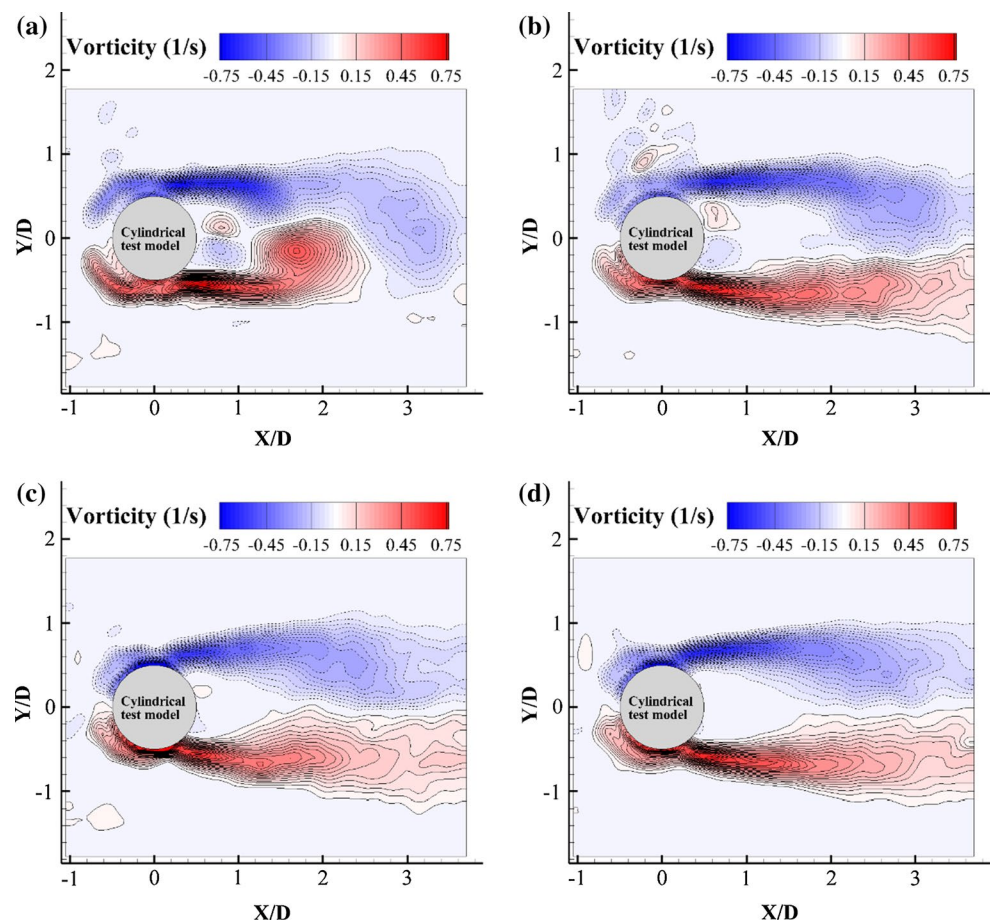 (a)
Vorticity (1/s)
-0.75 -0.45 -0.15 0.15 0.45 0.75
2
1
0
-1
Y/D
Cylindrical
test model
-1 0 1 2 3
X/D
(b)
Vorticity (1/s)
-0.75 -0.45 -0.15 0.15 0.45 0.75
2
1
0
-1
Y/D
Cylindrical
test model
-1 0 1 2 3
X/D
(c)
Vorticity (1/s)
-0.75 -0.45 -0.15 0.15 0.45 0.75
2
1
0
-1
Y/D
Cylindrical
test model
-1 0 1 2 3
X/D
(d)
Vorticity (1/s)
-0.75 -0.45 -0.15 0.15 0.45 0.75
2
1
0
-1
Y/D
Cylindrical
test model
-1 0 1 2 3
X/D